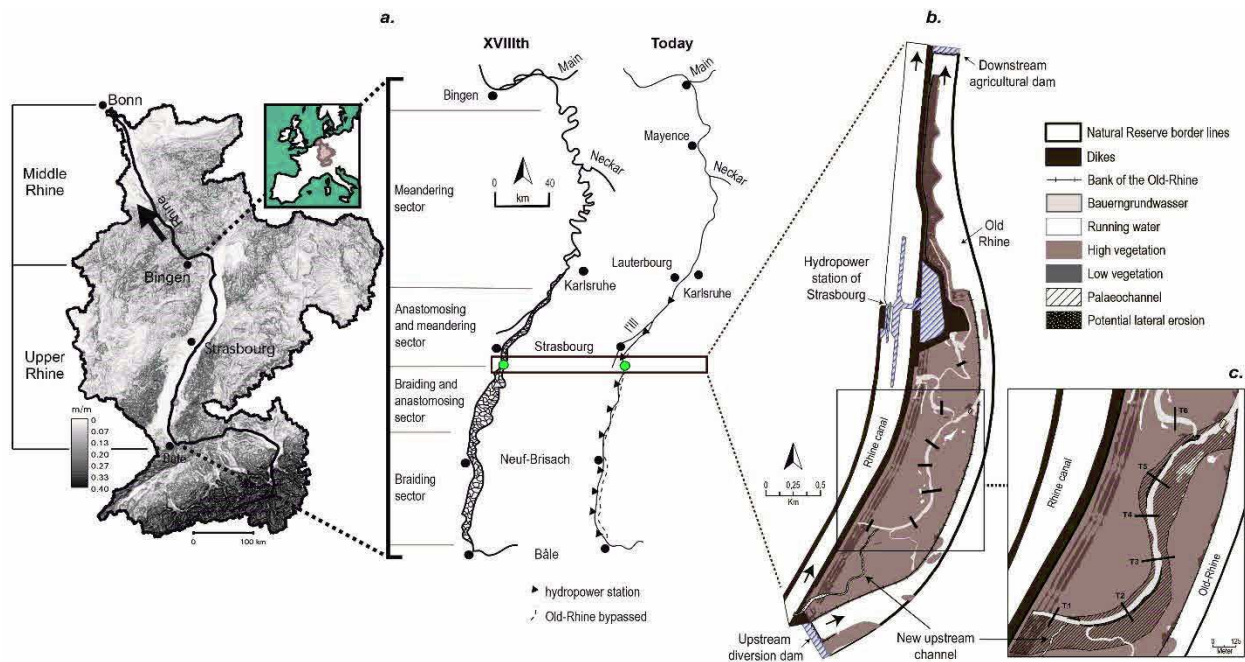 a.
XVIIIth
Today
b.
Bonn
Middle
Rhine
Rhine
Bingen
Upper
Rhine
Strasbourg
m/m
0
0.07
0.13
0.27
0.33
0.40
Bâle
0
100 km
Main
Bingen
Neckar
0
40
km
Meandering
sector
Karlsruhe
Anastomosing
and meandering
sector
Strasbourg
Braiding and
anastomosing
sector
Neuf-Brisach
Braiding
sector
Bâle
Main
Mayence
Neckar
Lauterbourg
Karlsruhe
l'Ill
hydropower station
Old-Rhine bypassed
Downstream
agricultural dam
Old
Rhine
Hydropower
station of
Strasbourg
Rhine canal
0
0,25
0,5
Km
Upstream
diversion dam
New upstream
channel
Natural Reserve border lines
Dikes
Bank of the Old-Rhine
Bauerngrundwasser
Running water
High vegetation
Low vegetation
Palaeochannel
Potential lateral erosion
c.
Rhine canal
T6
T5
T4
T3
T2
T1
Old-Rhine
0
125
Meter